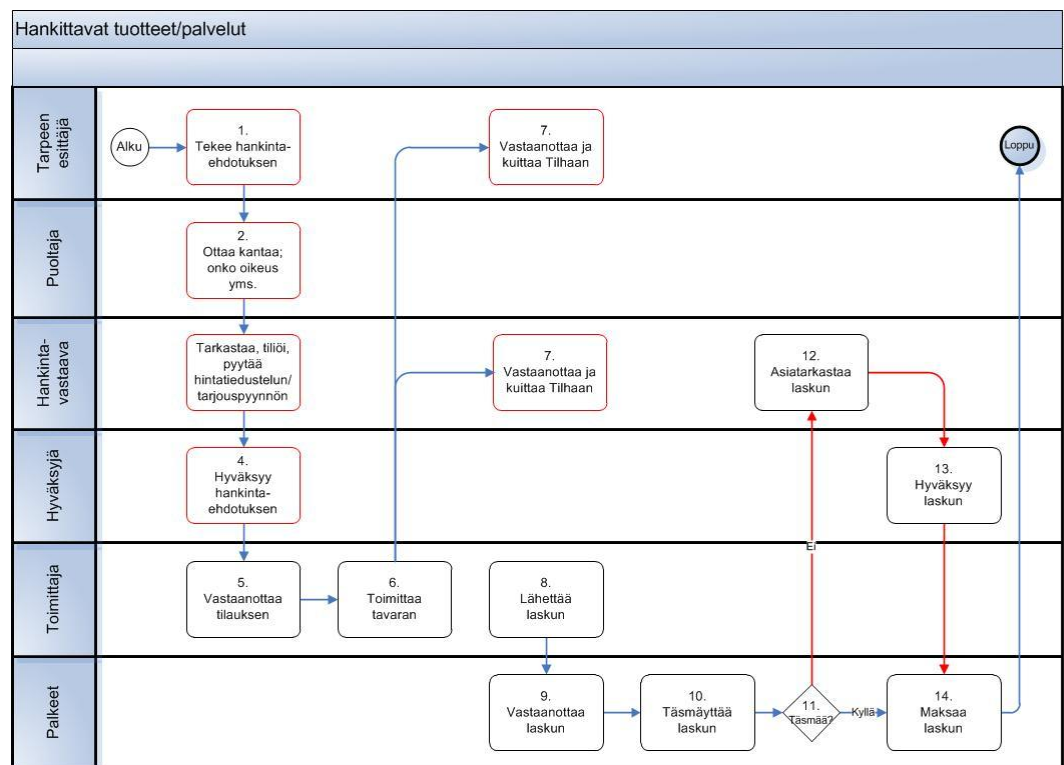 Hankittavat tuotteet/palvelut
Tarpeen
esittäjä
Alku
1.
Tekee hankinta-
ehdotuksen
7.
Vastaanottaa ja
kuittaa Tilhaan
Loppu
Puoltaja
2.
Ottaa kantaa;
onko oikeus
yms.
Hankinta-
vastaava
Tarkastaa, tiliöi,
pyytää
hintatiedustelun/
tarjouspyynnön
7.
Vastaanottaa ja
kuittaa Tilhaan
12.
Asiatarkastaa
laskun
Hyväksyjä
4.
Hyväksyy
hankinta-
ehdotuksen
13.
Hyväksyy
laskun
Ei
Toimittaja
5.
Vastaanottaa
tilauksen
6.
Toimittaa
tavaran
8.
Lähettää
laskun
Palkeet
9.
Vastaanottaa
laskun
10.
Täsmäyttää
laskun
11.
Täsmää?
Kyllä
14.
Maksaa
laskun